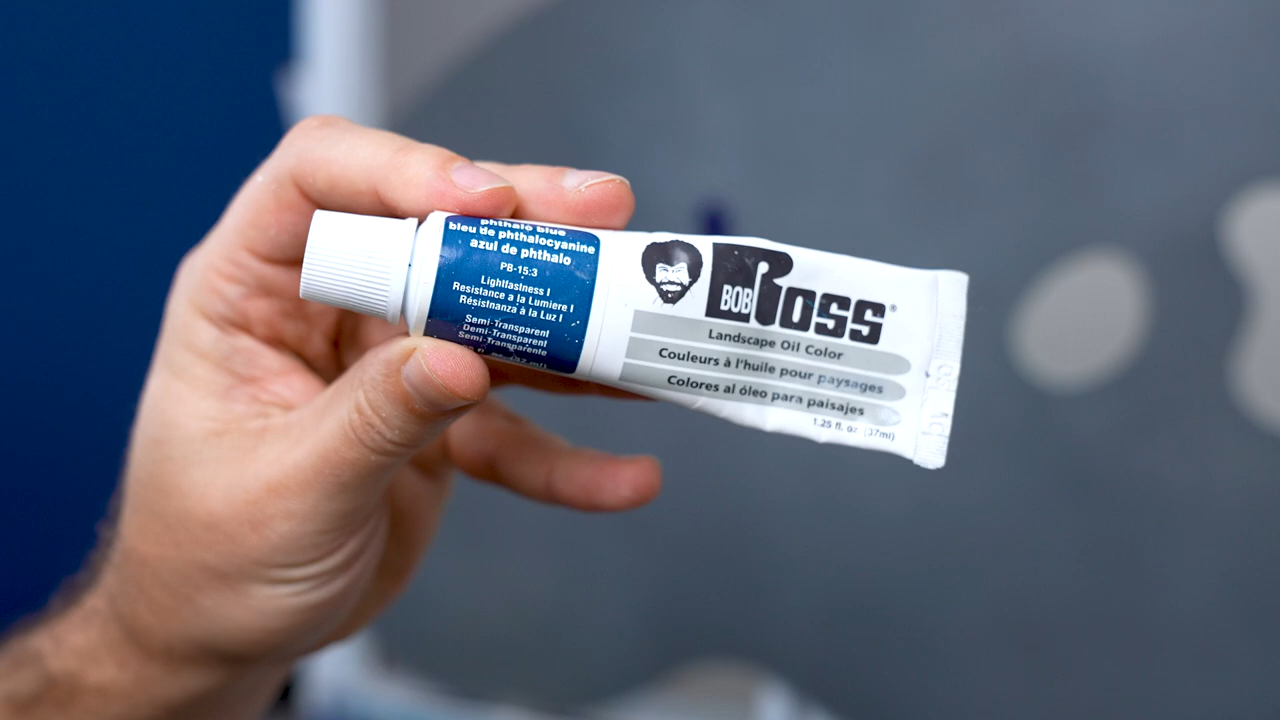 phthalo blue
bleu de phthalocyanine
azul de phthalo
PB-15:3
Lightfastness I
Resistance a la Lumiere I
Résistnanza à la Luz I
Semi-Transparent
Demi-Transparent
Semi-Transparente
BOB ROSS®
Landscape Oil Color
Couleurs à l'huile pour paysages
Colores al óleo para paisajes
1.25 fl. oz (37ml)